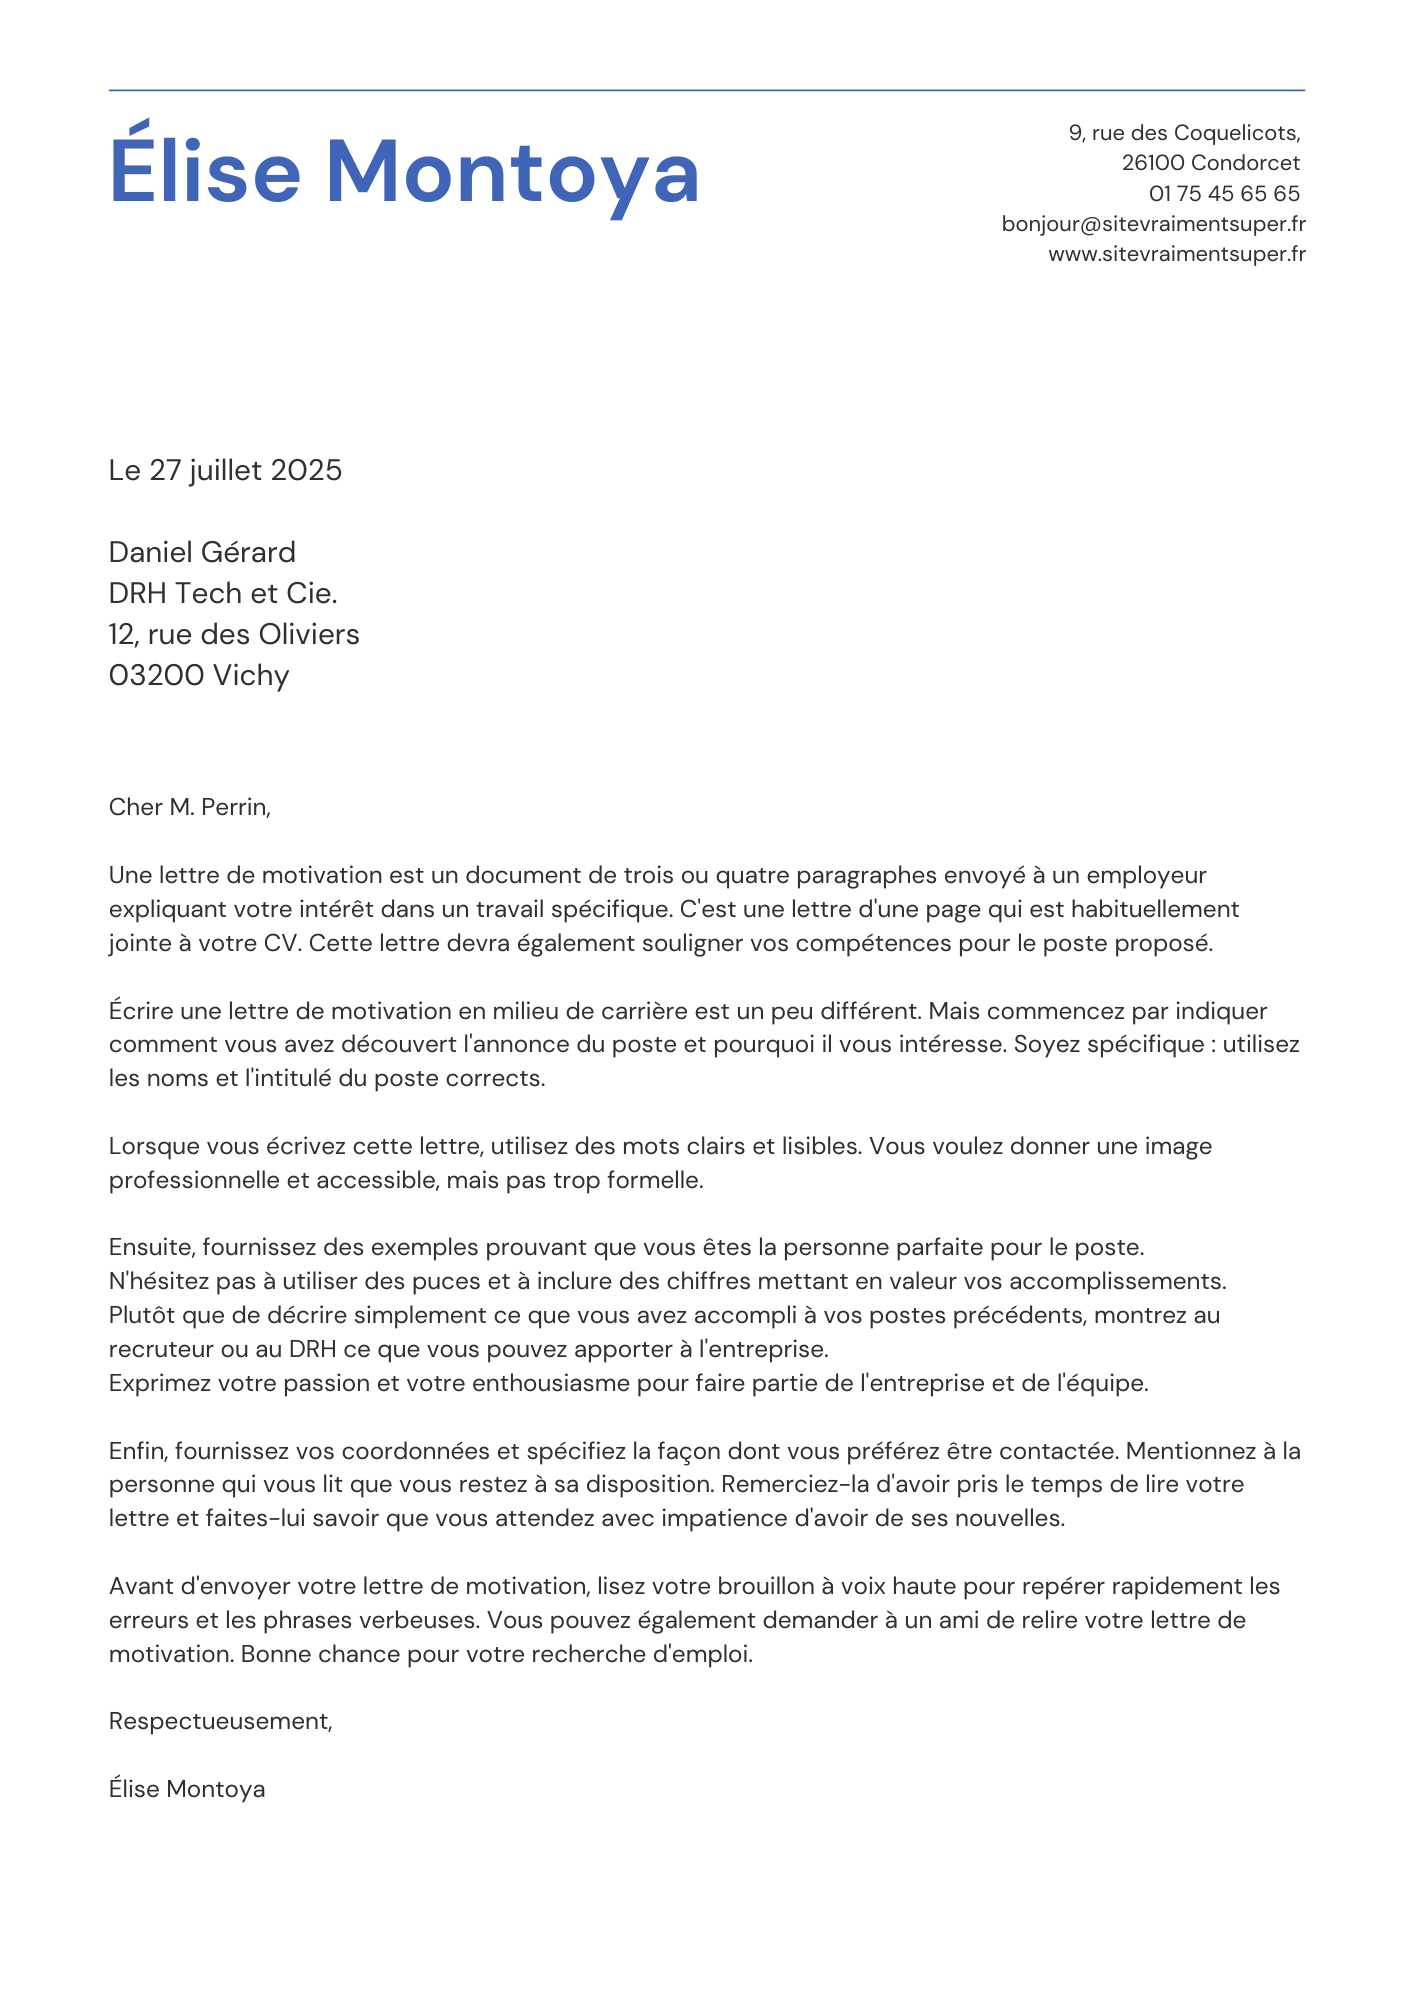 Élise Montoya
9, rue des Coquelicots,
26100 Condorcet
01 75 45 65 65
bonjour@sitevraimentsuper.fr
www.sitevraimentsuper.fr
Le 27 juillet 2025
Daniel Gérard
DRH Tech et Cie.
12, rue des Oliviers
03200 Vichy
Cher M. Perrin,
Une lettre de motivation est un document de trois ou quatre paragraphes envoyé à un employeur
expliquant votre intérêt dans un travail spécifique. C'est une lettre d'une page qui est habituellement
jointe à votre CV. Cette lettre devra également souligner vos compétences pour le poste proposé.
Écrire une lettre de motivation en milieu de carrière est un peu différent. Mais commencez par indiquer
comment vous avez découvert l'annonce du poste et pourquoi il vous intéresse. Soyez spécifique : utilisez
les noms et l'intitulé du poste corrects.
Lorsque vous écrivez cette lettre, utilisez des mots clairs et lisibles. Vous voulez donner une image
professionnelle et accessible, mais pas trop formelle.
Ensuite, fournissez des exemples prouvant que vous êtes la personne parfaite pour le poste.
N'hésitez pas à utiliser des puces et à inclure des chiffres mettant en valeur vos accomplissements.
Plutôt que de décrire simplement ce que vous avez accompli à vos postes précédents, montrez au
recruteur ou au DRH ce que vous pouvez apporter à l'entreprise.
Exprimez votre passion et votre enthousiasme pour faire partie de l'entreprise et de l'équipe.
Enfin, fournissez vos coordonnées et spécifiez la façon dont vous préférez être contactée. Mentionnez à la
personne qui vous lit que vous restez à sa disposition. Remerciez-la d'avoir pris le temps de lire votre
lettre et faites-lui savoir que vous attendez avec impatience d'avoir de ses nouvelles.
Avant d'envoyer votre lettre de motivation, lisez votre brouillon à voix haute pour repérer rapidement les
erreurs et les phrases verbeuses. Vous pouvez également demander à un ami de relire votre lettre de
motivation. Bonne chance pour votre recherche d'emploi.
Respectueusement,
Élise Montoya